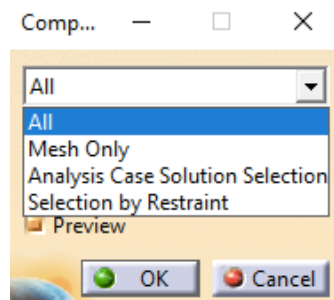 Comp...
All
All
Mesh Only
Analysis Case Solution Selection
Selection by Restraint
Preview
OK Cancel